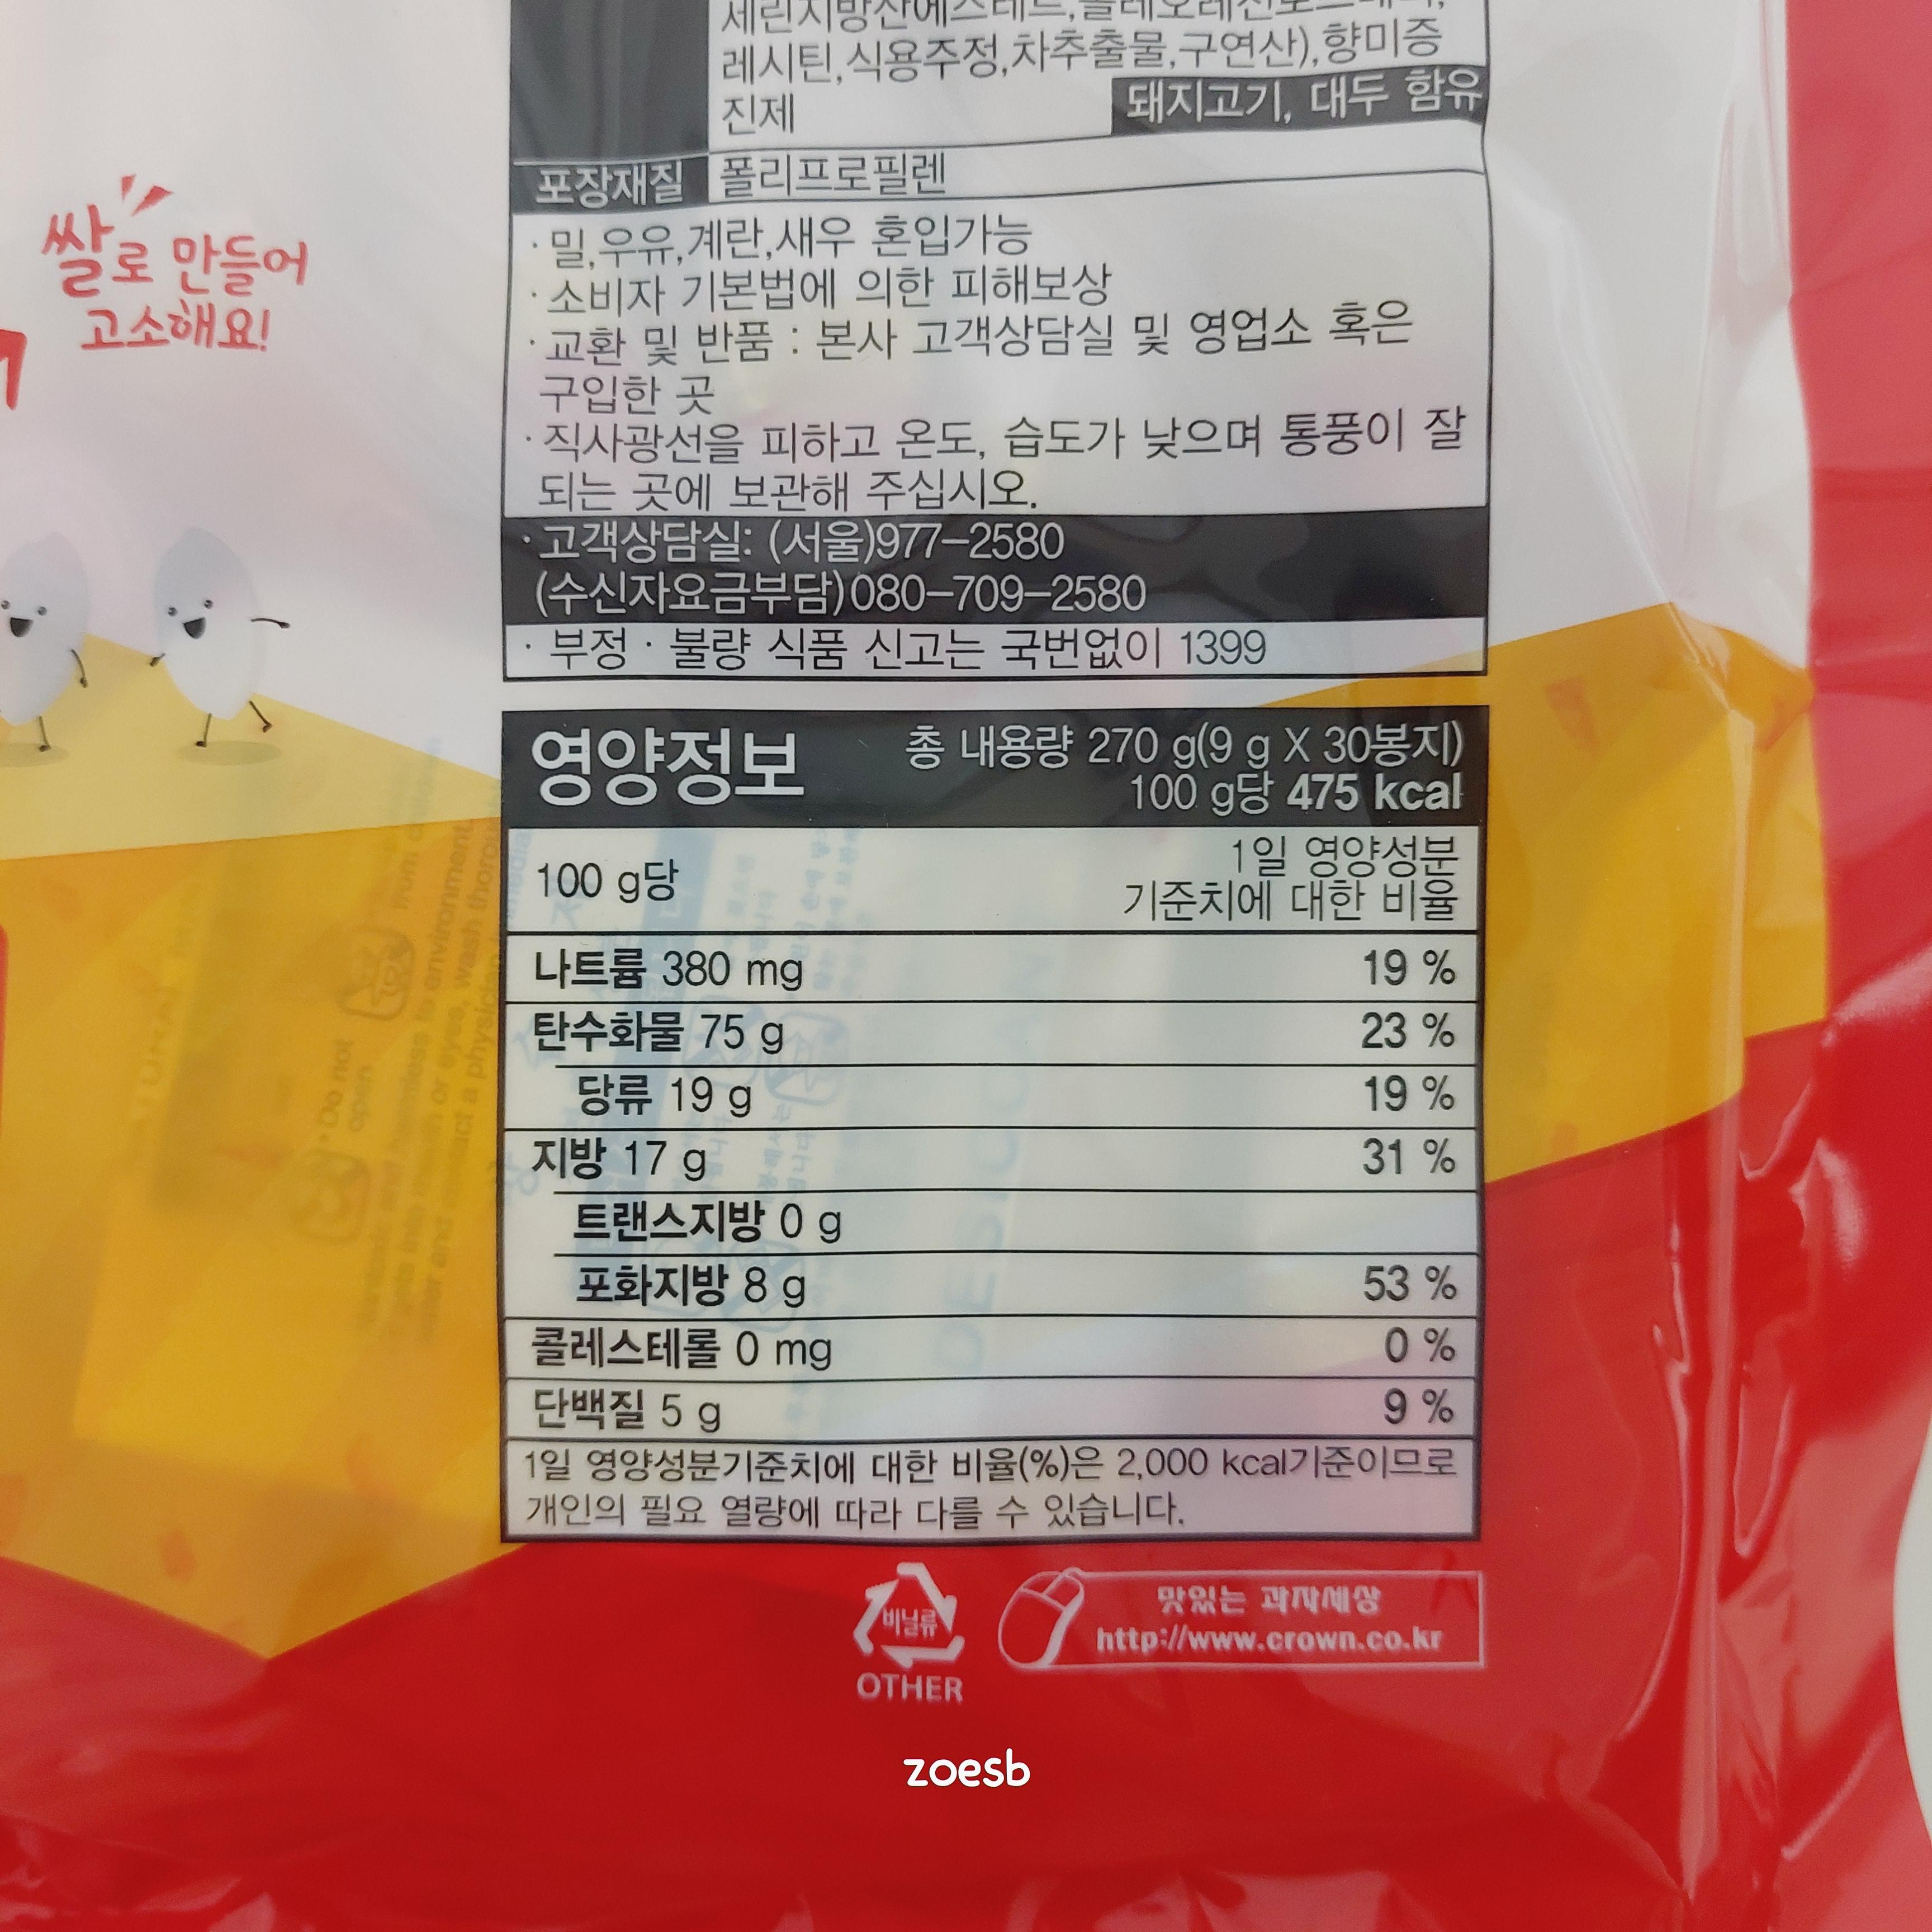 레시틴,식용주정,차추출물,구연산),향미증
진제
돼지고기, 대두 함유
포장재질 폴리프로필렌
·밀,우유,계란,새우 혼입가능
·소비자 기본법에 의한 피해보상
·교환 및 반품 : 본사 고객상담실 및 영업소 혹은
구입한 곳
·직사광선을 피하고 온도, 습도가 낮으며 통풍이 잘
되는 곳에 보관해 주십시오.
·고객상담실: (서울)977-2580
(수신자요금부담)080-709-2580
·부정·불량 식품 신고는 국번없이 1399
쌀로 만들어
고소해요!
영양정보
총 내용량 270 g(9 g X 30봉지)
100 g당 475 kcal
100 g당
1일 영양성분
기준치에 대한 비율
나트륨 380 mg 19 %
탄수화물 75 g 23 %
당류 19 g 19 %
지방 17 g 31 %
트랜스지방 0 g
포화지방 8 g 53 %
콜레스테롤 0 mg 0 %
단백질 5 g 9 %
1일 영양성분기준치에 대한 비율(%)은 2,000 kcal기준이므로
개인의 필요 열량에 따라 다를 수 있습니다.
비닐류
OTHER
맛있는 과자세상
http://www.crown.co.kr
Do not
open
zoesb